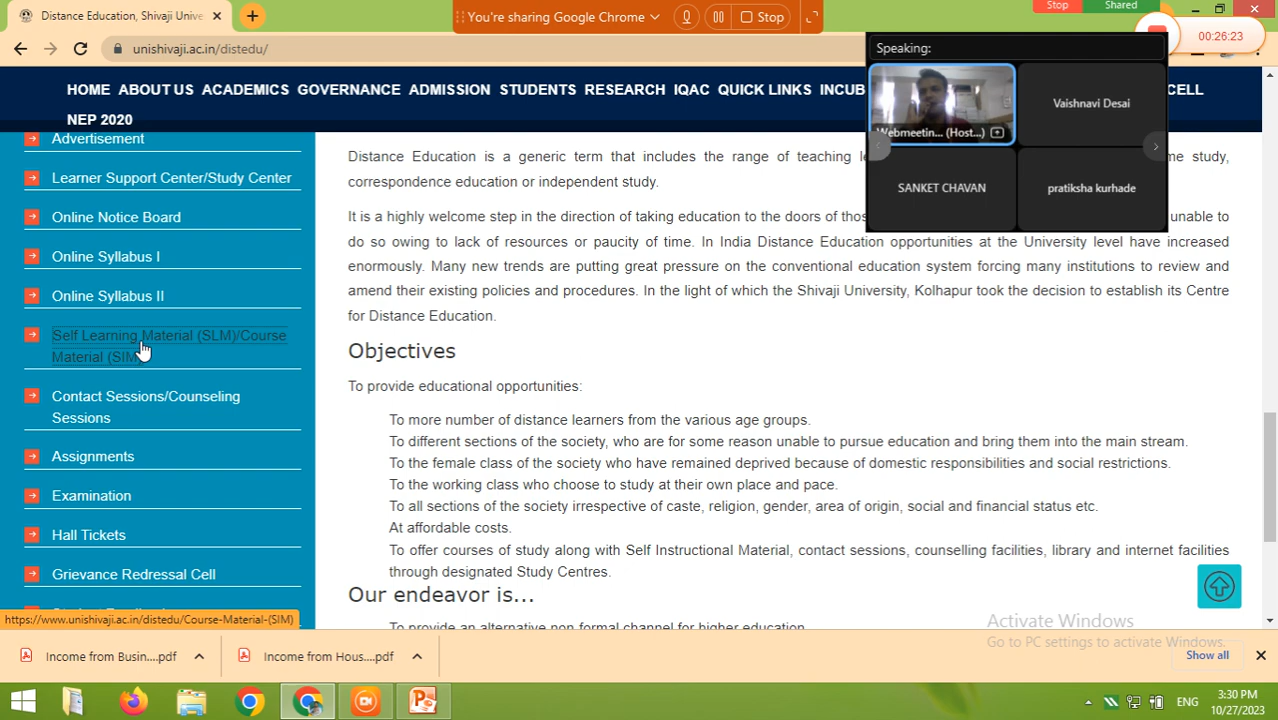 Distance Education, Shivaji Unive
You're sharing Google Chrome
Stop
Stop
Shared
00:26:23
unishivaji.ac.in/distedu/
Speaking:
Webmeetin... (Host...)
Vaishnavi Desai
SANKET CHAVAN
pratiksha kurhade
HOME ABOUT US ACADEMICS GOVERNANCE ADMISSION STUDENTS RESEARCH IQAC QUICK LINKS INCUB
CELL
NEP 2020
Advertisement
Learner Support Center/Study Center
Online Notice Board
Online Syllabus I
Online Syllabus II
Self Learning Material (SLM)/Course
Material (SIM)
Contact Sessions/Counseling
Sessions
Assignments
Examination
Hall Tickets
Grievance Redressal Cell
https://www.unishivaji.ac.in/distedu/Course-Material-(SIM)
Distance Education is a generic term that includes the range of teaching le
me study,
correspondence education or independent study.
It is a highly welcome step in the direction of taking education to the doors of thos
unable to
do so owing to lack of resources or paucity of time. In India Distance Education opportunities at the University level have increased
enormously. Many new trends are putting great pressure on the conventional education system forcing many institutions to review and
amend their existing policies and procedures. In the light of which the Shivaji University, Kolhapur took the decision to establish its Centre
for Distance Education.
Objectives
To provide educational opportunities:
To more number of distance learners from the various age groups.
To different sections of the society, who are for some reason unable to pursue education and bring them into the main stream.
To the female class of the society who have remained deprived because of domestic responsibilities and social restrictions.
To the working class who choose to study at their own place and pace.
To all sections of the society irrespective of caste, religion, gender, area of origin, social and financial status etc.
At affordable costs.
To offer courses of study along with Self Instructional Material, contact sessions, counselling facilities, library and internet facilities
through designated Study Centres.
Our endeavor is...
To provide an alternative non-formal channel for higher education
Activate Windows
Go to PC settings to activate Windows.
Income from Busin....pdf
Income from Hous....pdf
Show all
ENG
3:30 PM
10/27/2023